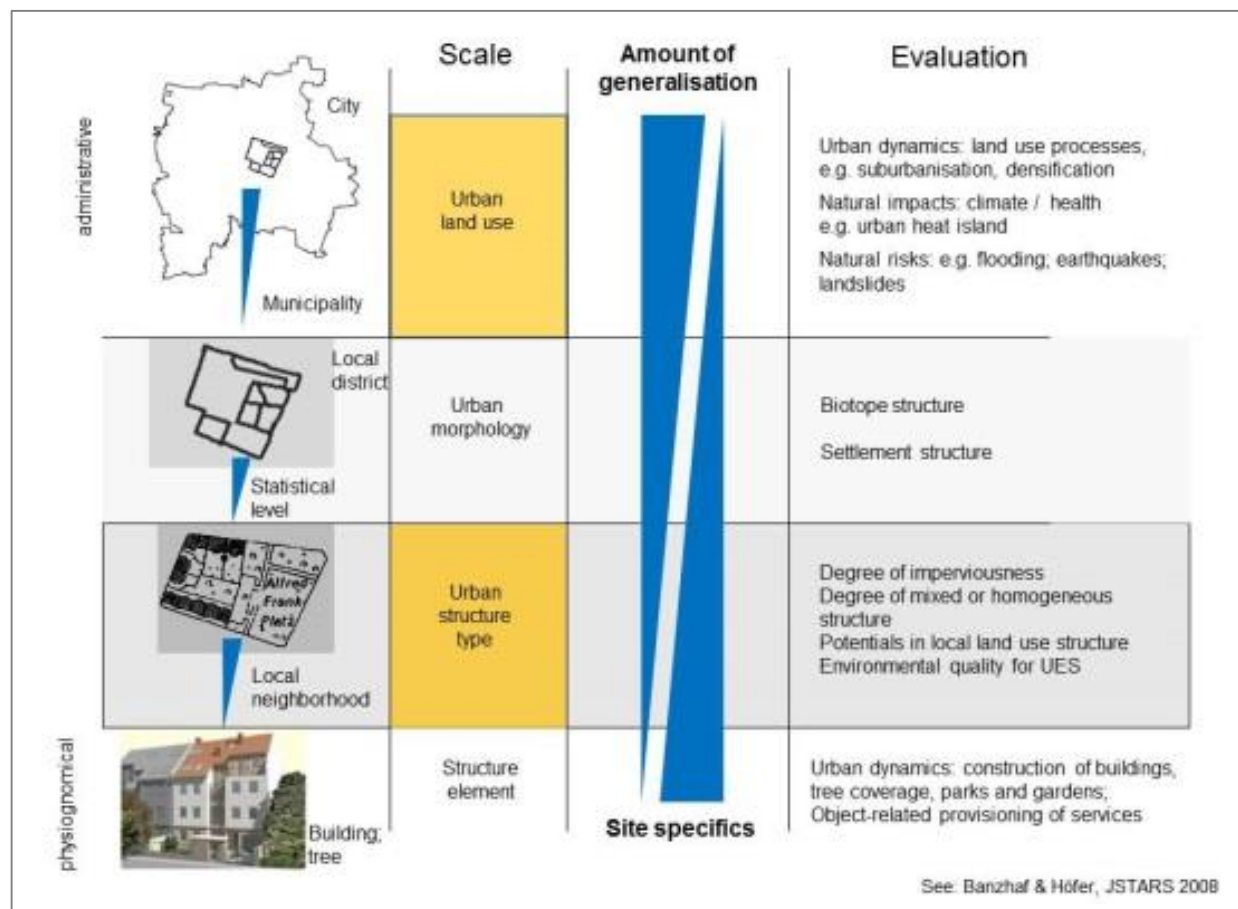 Scale
Amount of
generalisation
Evaluation
administrative
City
Municipality
Urban
land use
Urban dynamics: land use processes,
e.g. suburbanisation, densification
Natural impacts: climate / health
e.g. urban heat island
Natural risks: e.g. flooding; earthquakes;
landslides
Local
district
Statistical
level
Urban
morphology
Biotope structure
Settlement structure
Alfred
Frank
Platz
Local
neighborhood
Urban
structure
type
Degree of imperviousness
Degree of mixed or homogeneous
structure
Potentials in local land use structure
Environmental quality for UES
physiognomical
Building;
tree
Structure
element
Site specifics
Urban dynamics: construction of buildings,
tree coverage, parks and gardens;
Object-related provisioning of services
See: Banzhaf & Höfer, JSTARS 2008